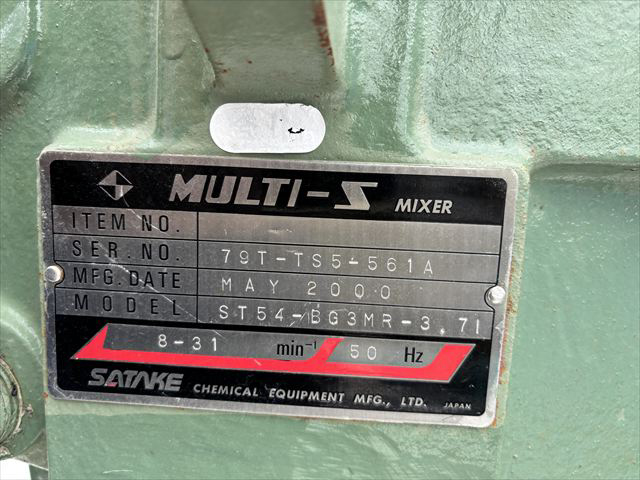 MULTI-S MIXER
ITEM NO.
SER. NO. 79T-TS5-561A
MFG. DATE MAY 2000
MODEL ST54-BG3MR-3.71
8-31 min⁻¹ 50 Hz
SATAKE CHEMICAL EQUIPMENT MFG., LTD. JAPAN